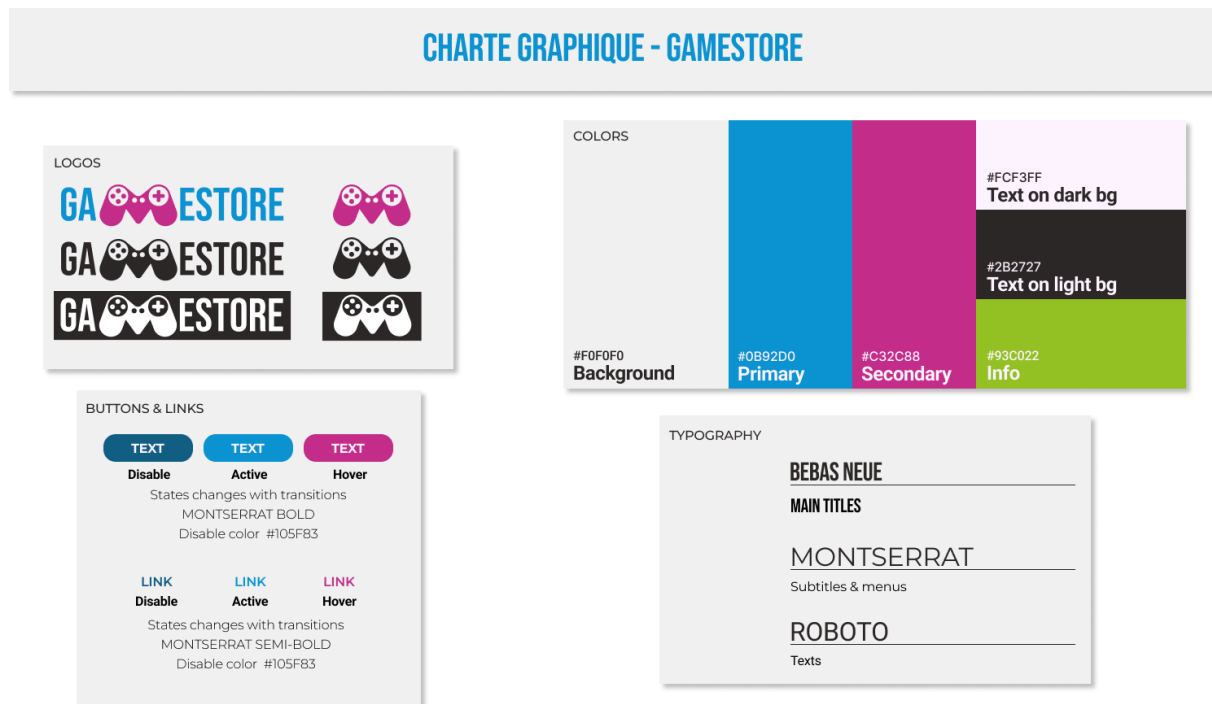 CHARTE GRAPHIQUE - GAMESTORE
LOGOS
GA ESTORE
GA ESTORE
GA ESTORE
COLORS
#F0F0F0
Background
#0B92D0
Primary
#C32C88
Secondary
#FCF3FF
Text on dark bg
#2B2727
Text on light bg
#93C022
Info
BUTTONS & LINKS
TEXT TEXT TEXT
Disable Active Hover
States changes with transitions
MONTSERRAT BOLD
Disable color #105F83
LINK LINK LINK
Disable Active Hover
States changes with transitions
MONTSERRAT SEMI-BOLD
Disable color #105F83
TYPOGRAPHY
BEBAS NEUE
MAIN TITLES
MONTSERRAT
Subtitles & menus
ROBOTO
Texts